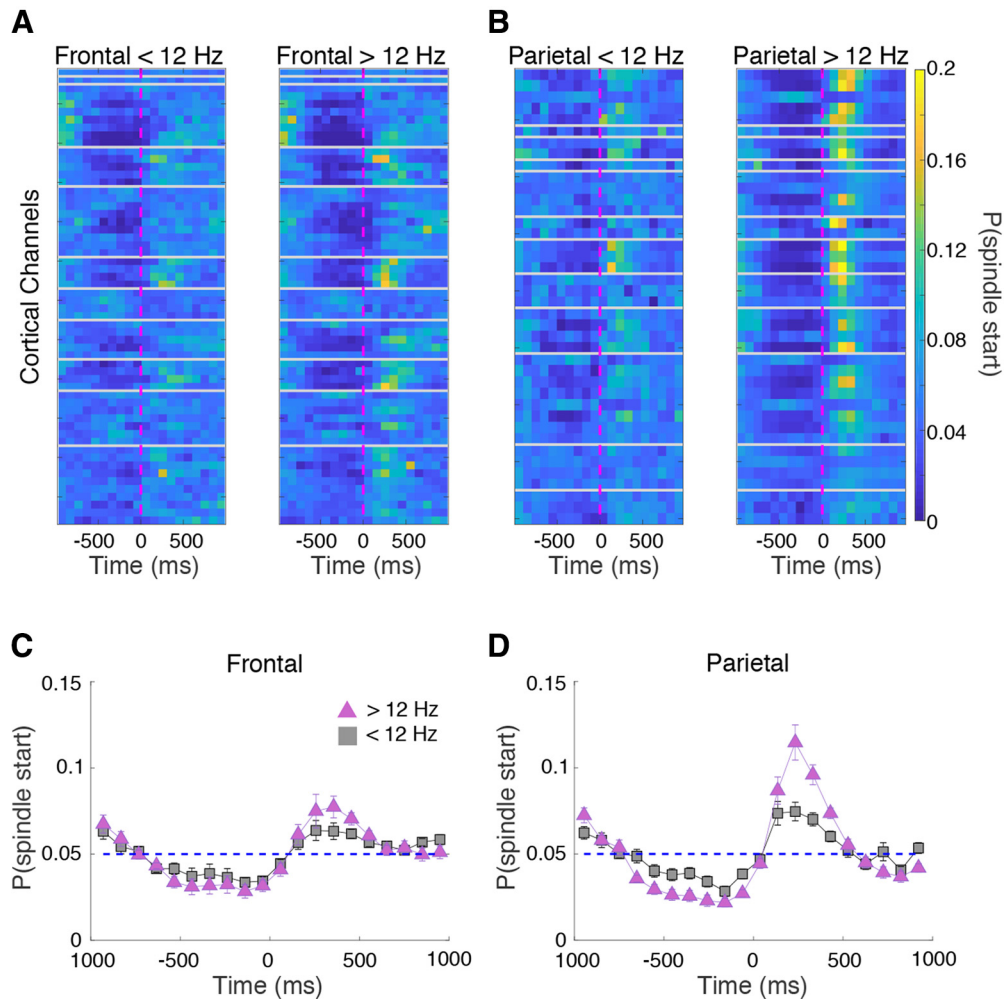 A
B
Frontal < 12 Hz
Frontal > 12 Hz
Parietal < 12 Hz
Parietal > 12 Hz
Cortical Channels
0.2
0.16
0.12
0.08
0.04
0
P(spindle start)
-500 0 500
-500 0 500
-500 0 500
-500 0 500
Time (ms)
Time (ms)
Time (ms)
Time (ms)
C
Frontal
0.15
0.1
0.05
0
P(spindle start)
> 12 Hz
< 12 Hz
1000 -500 0 500 1000
Time (ms)
D
Parietal
0.15
0.1
0.05
0
P(spindle start)
1000 -500 0 500 1000
Time (ms)